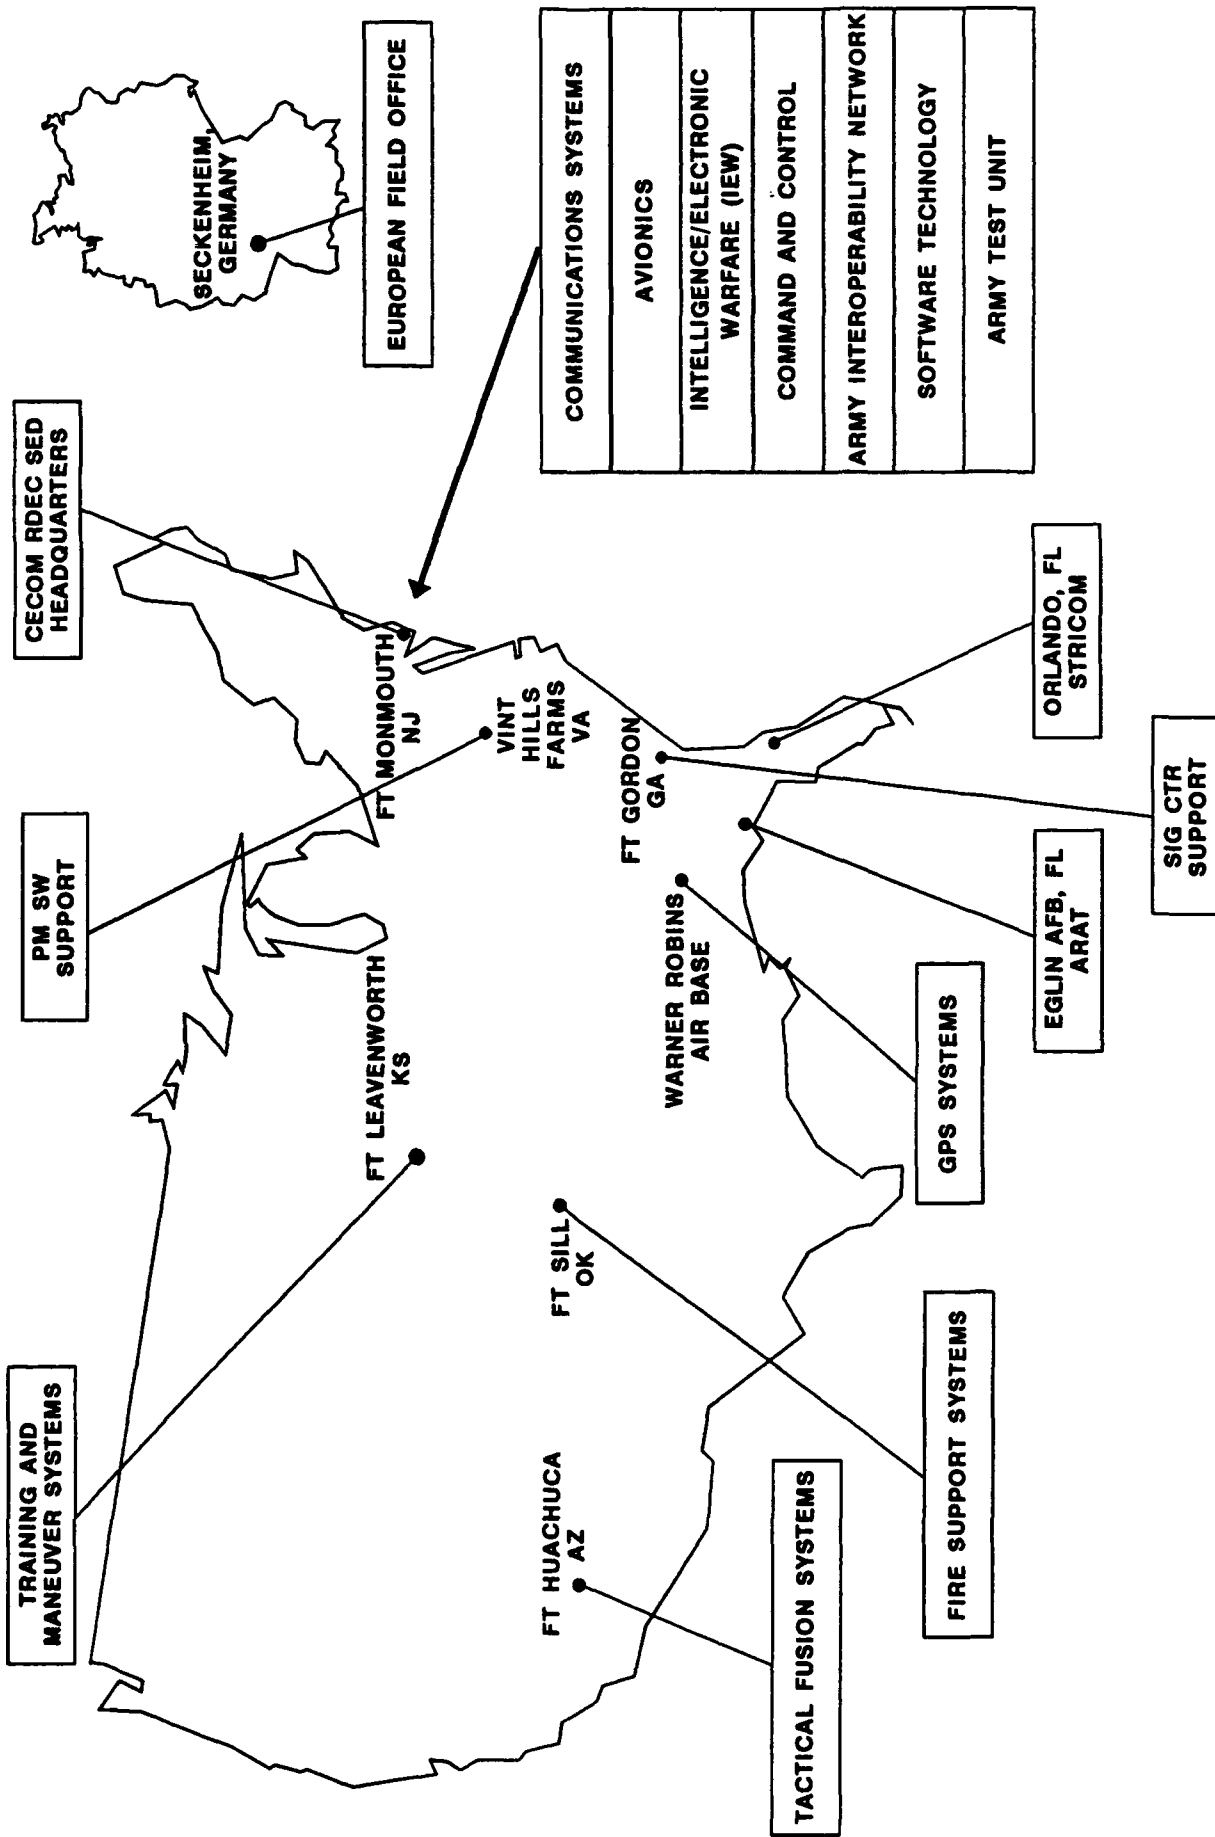 TRAINING AND
MANEUVER SYSTEMS
PM SW
SUPPORT
CECOM RDEC SED
HEADQUARTERS
SECKENHEIM,
GERMANY
EUROPEAN FIELD OFFICE
FT LEAVENWORTH
KS
FT MONMOUTH
NJ
VINT
HILLS
FARMS
VA
FT HUACHUCA
AZ
FT SILL
OK
WARNER ROBINS
AIR BASE
FT GORDON
GA
COMMUNICATIONS SYSTEMS
AVIONICS
INTELLIGENCE/ELECTRONIC
WARFARE (IEW)
COMMAND AND CONTROL
ARMY INTEROPERABILITY NETWORK
SOFTWARE TECHNOLOGY
ARMY TEST UNIT
TACTICAL FUSION SYSTEMS
FIRE SUPPORT SYSTEMS
GPS SYSTEMS
EGLIN AFB, FL
ARAT
SIG CTR
SUPPORT
ORLANDO, FL
STRICOM